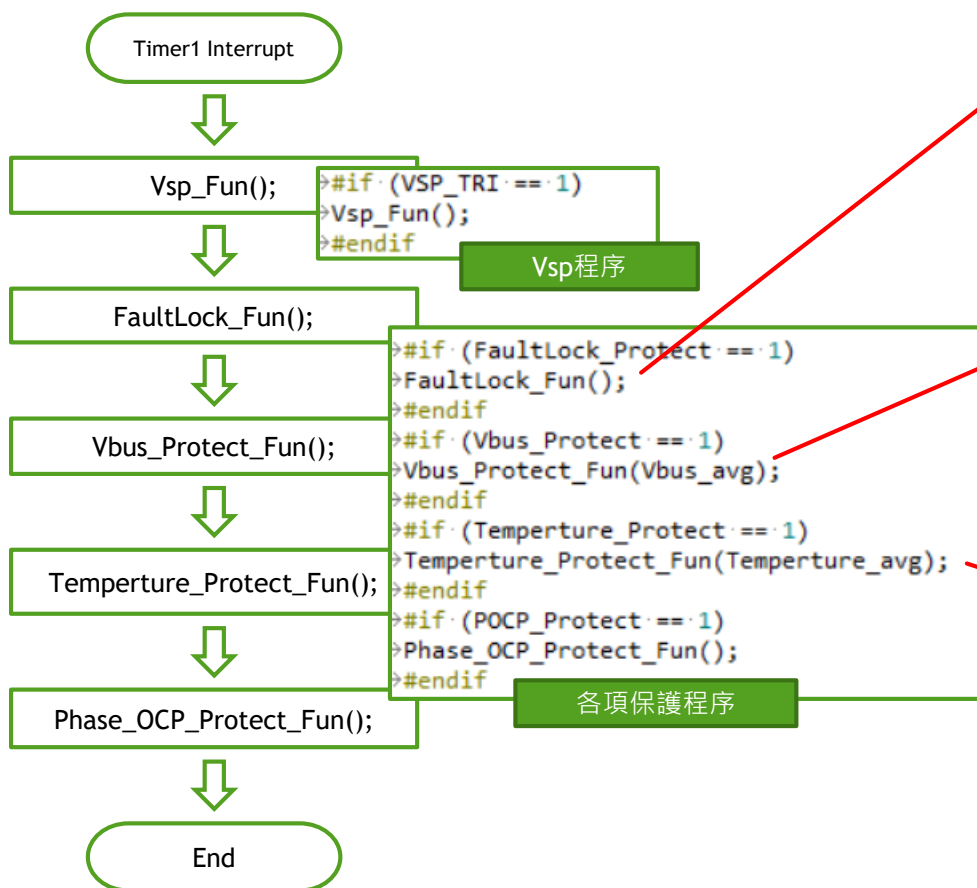 Timer1 Interrupt
Vsp_Fun();
#if (VSP_TRI == 1)
Vsp_Fun();
#endif
Vsp程序
FaultLock_Fun();
#if (FaultLock_Protect == 1)
FaultLock_Fun();
#endif
#if (Vbus_Protect == 1)
Vbus_Protect_Fun(Vbus_avg);
#endif
#if (Temperture_Protect == 1)
Temperture_Protect_Fun(Temperture_avg);
#endif
#if (POCP_Protect == 1)
Phase_OCP_Protect_Fun();
#endif
各項保護程序
Vbus_Protect_Fun();
Temperture_Protect_Fun();
Phase_OCP_Protect_Fun();
End